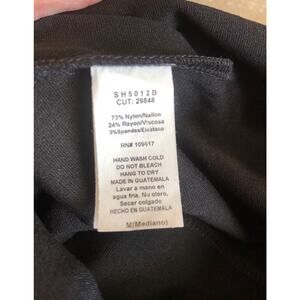 SH5012B
CUT: 29848
73% Nylon/Nailon
24% Rayon/Viscosa
3%Spandex/Elastano
RN# 109617
HAND WASH COLD
DO NOT BLEACH
HANG TO DRY
MADE IN GUATEMALA
Lavar a mano en
agua fria. No cloro.
Secar colgado
HECHO EN GUATEMALA
M(Mediano)